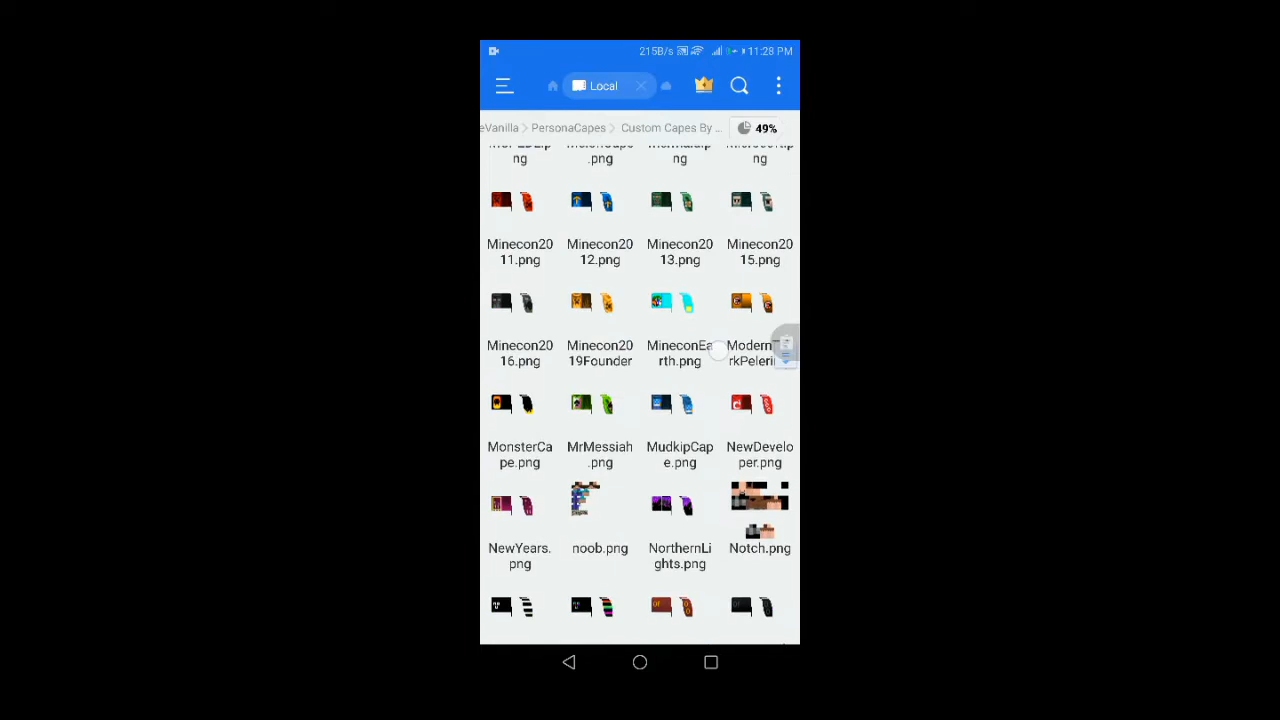 215B/s 11:28 PM
Local
eVanilla PersonaCapes Custom Capes By ... 49%
ng .png ng ng
Minecon20 Minecon20 Minecon20 Minecon20
11.png 12.png 13.png 15.png
Minecon20 Minecon20 MineconEa Modern
16.png 19Founder rth.png rkPeleri
MonsterCa MrMessiah MudkipCap NewDevelo
pe.png .png e.png per.png
NewYears. noob.png NorthernLi Notch.png
png ghts.png